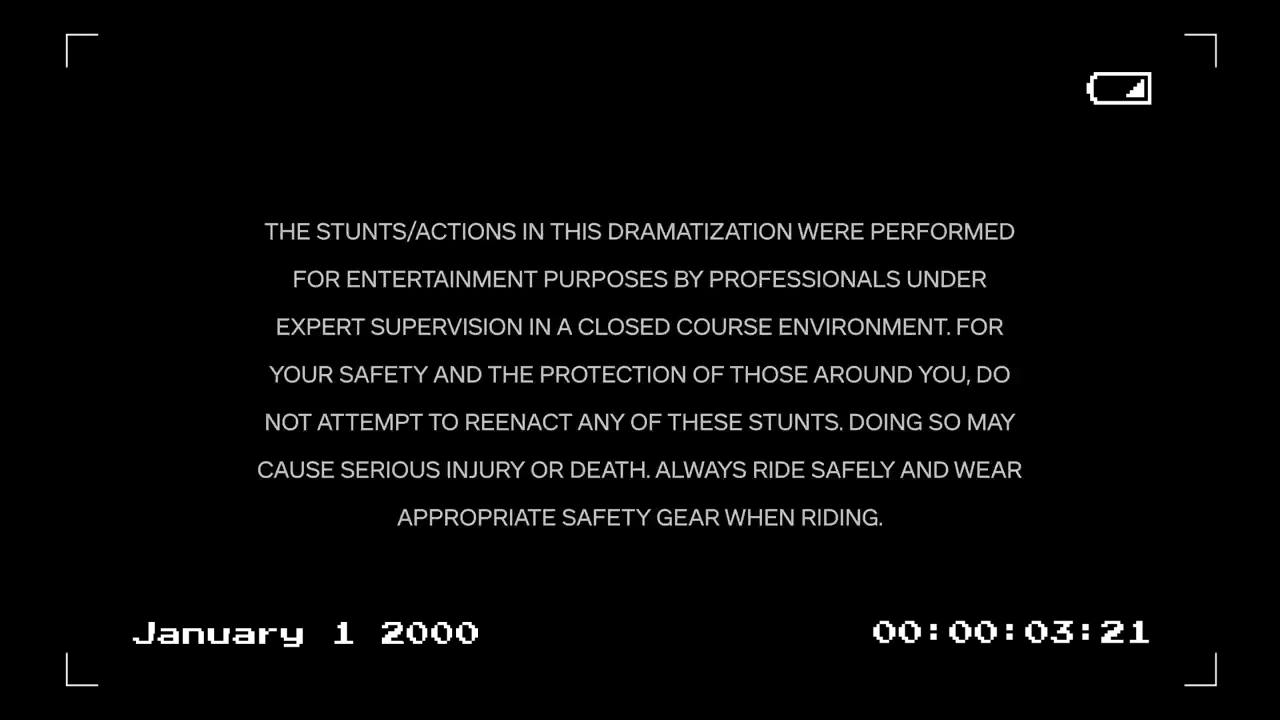 THE STUNTS/ACTIONS IN THIS DRAMATIZATION WERE PERFORMED
FOR ENTERTAINMENT PURPOSES BY PROFESSIONALS UNDER
EXPERT SUPERVISION IN A CLOSED COURSE ENVIRONMENT. FOR
YOUR SAFETY AND THE PROTECTION OF THOSE AROUND YOU, DO
NOT ATTEMPT TO REENACT ANY OF THESE STUNTS. DOING SO MAY
CAUSE SERIOUS INJURY OR DEATH. ALWAYS RIDE SAFELY AND WEAR
APPROPRIATE SAFETY GEAR WHEN RIDING.
January 1 2000
00:00:03:21